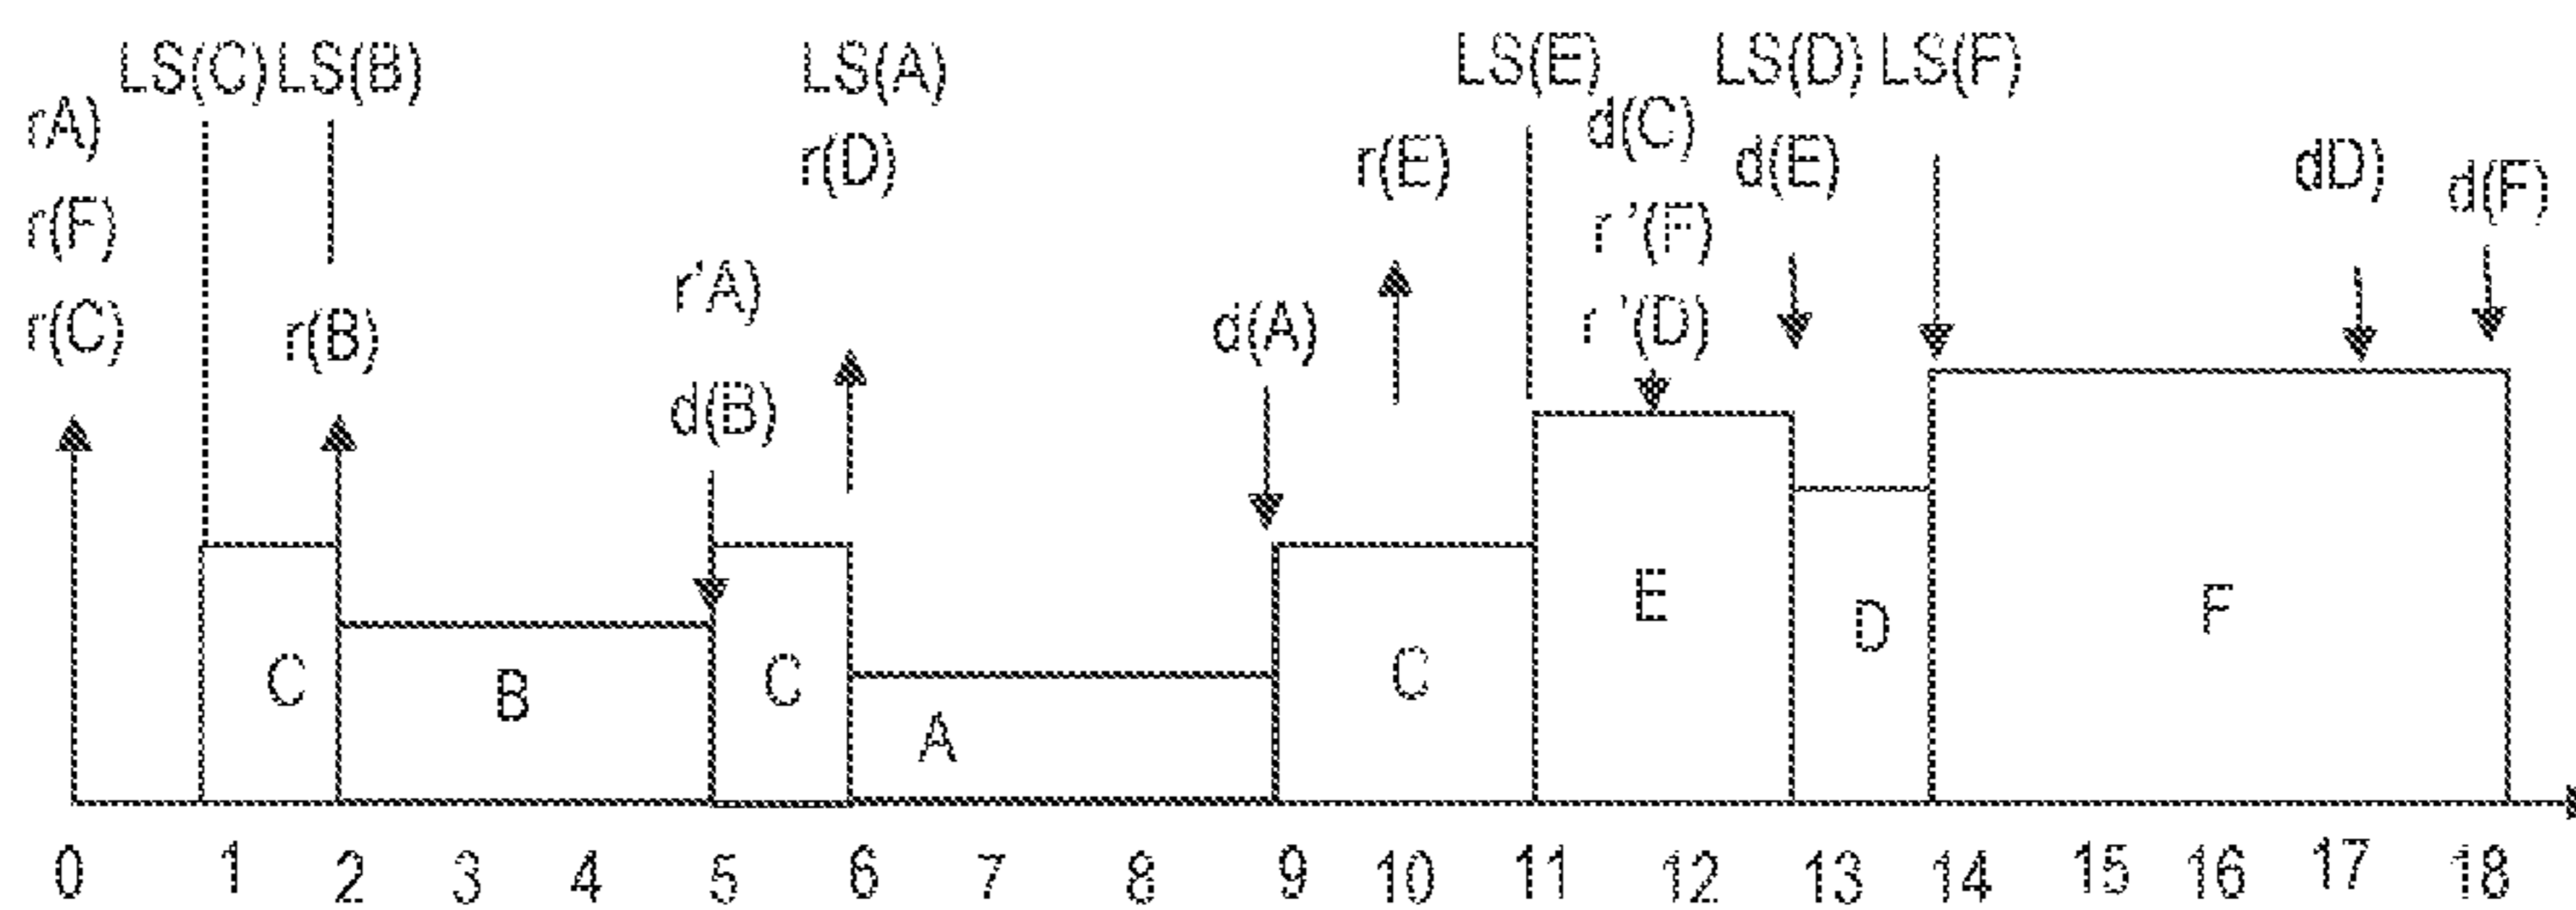 LS(C) LS(B) LS(A) LS(E) LS(D) LS(F)
rA) r(D) r(E) d(C) d(E) dD) d(F)
r(F) r'(F)
r(C) r(B) r'A) d(A) r'(D)
d(B)
C B C A C E D F
0 1 2 3 4 5 6 7 8 9 10 11 12 13 14 15 16 17 18